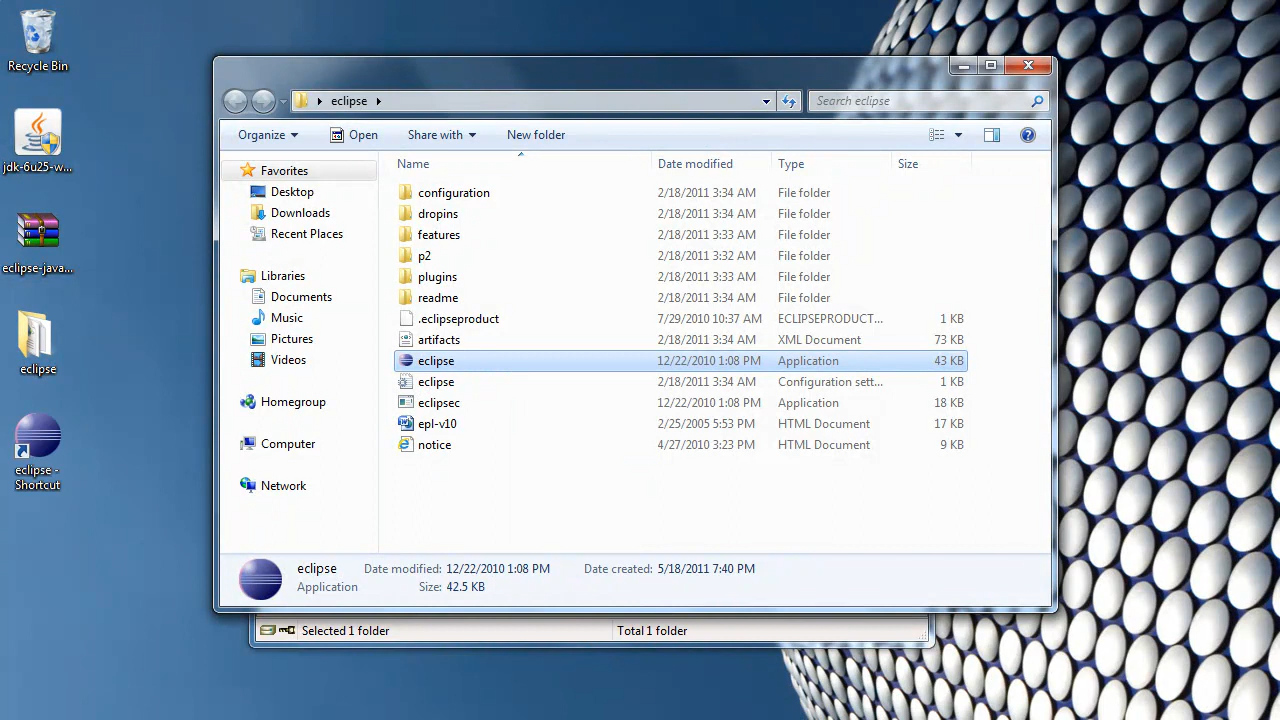 Recycle Bin
jdk-6u25-w...
eclipse-java...
eclipse
eclipse -
Shortcut
eclipse
Search eclipse
Organize Open Share with New folder
Favorites
Desktop
Downloads
Recent Places
Libraries
Documents
Music
Pictures
Videos
Homegroup
Computer
Network
Name Date modified Type Size
configuration 2/18/2011 3:34 AM File folder
dropins 2/18/2011 3:34 AM File folder
features 2/18/2011 3:33 AM File folder
p2 2/18/2011 3:32 AM File folder
plugins 2/18/2011 3:33 AM File folder
readme 2/18/2011 3:34 AM File folder
.eclipseproduct 7/29/2010 10:37 AM ECLIPSEPRODUCT... 1 KB
artifacts 2/18/2011 3:34 AM XML Document 73 KB
eclipse 12/22/2010 1:08 PM Application 43 KB
eclipse 2/18/2011 3:34 AM Configuration sett... 1 KB
eclipsec 12/22/2010 1:08 PM Application 18 KB
epl-v10 2/25/2005 5:53 PM HTML Document 17 KB
notice 4/27/2010 3:23 PM HTML Document 9 KB
eclipse Date modified: 12/22/2010 1:08 PM Date created: 5/18/2011 7:40 PM
Application Size: 42.5 KB
Selected 1 folder Total 1 folder